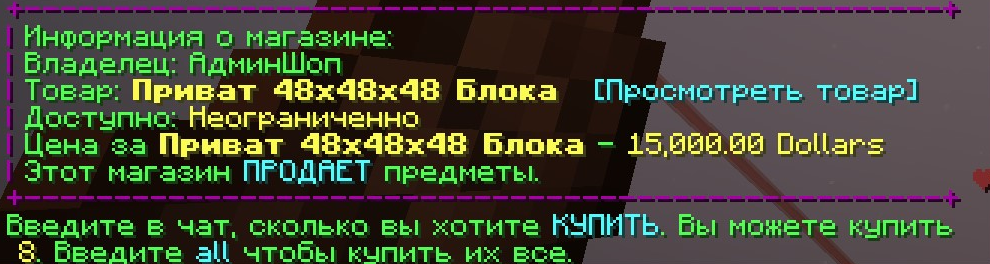 Информация о магазине:
Владелец: АдминШоп
Товар: Приват 48x48x48 Блока [Просмотреть товар]
Доступно: Неограниченно
Цена за Приват 48x48x48 Блока - 15,000.00 Dollars
Этот магазин ПРОДАЕТ предметы.
Введите в чат, сколько вы хотите КУПИТЬ. Вы можете купить
8. Введите all чтобы купить их все.